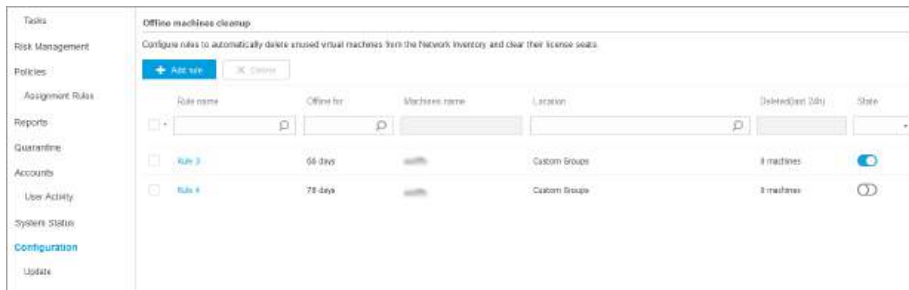 Tasks
Risk Management
Policies
Assignment Rules
Reports
Quarantine
Accounts
User Activity
System Status
Configuration
Update
Offline machines cleanup
Configure rules to automatically delete unused virtual machines from the Network Inventory and clear their license seats.
+ Add rule
Delete
Rule name Offline for Machines name Location Deleted(last 24h) State
Rule 3 66 days Custom Groups 0 machines
Rule 4 78 days Custom Groups 0 machines